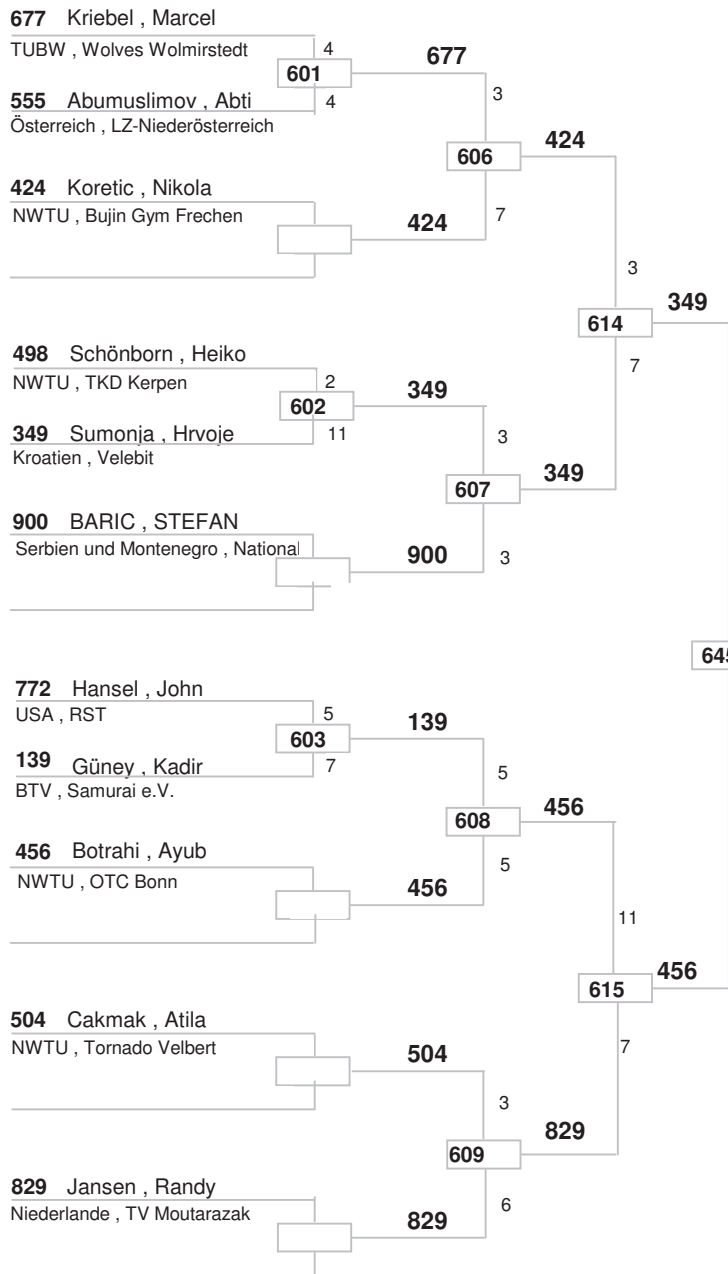 677 Kriebel , Marcel
TUBW , Wolves Wolmirstedt
4
601
677
555 Abumuslimov , Abti
4
Österreich , LZ-Niederösterreich
3
606
424
424 Koretic , Nikola
NWTU , Bujin Gym Frechen
424
7
3
614
349
498 Schönborn , Heiko
NWTU , TKD Kerpen
2
602
349
7
349 Sumonja , Hrvoje
11
Kroatien , Velebit
3
607
349
900 BARIC , STEFAN
Serbien und Montenegro , National
900
3
645
772 Hansel , John
USA , RST
5
603
139
139 Güney , Kadir
7
BTV , Samurai e.V.
5
608
456
456 Botrahi , Ayub
NWTU , OTC Bonn
456
5
11
615
456
504 Cakmak , Atila
NWTU , Tornado Velbert
504
7
3
609
829
829 Jansen , Randy
Niederlande , TV Moutarazak
829
6